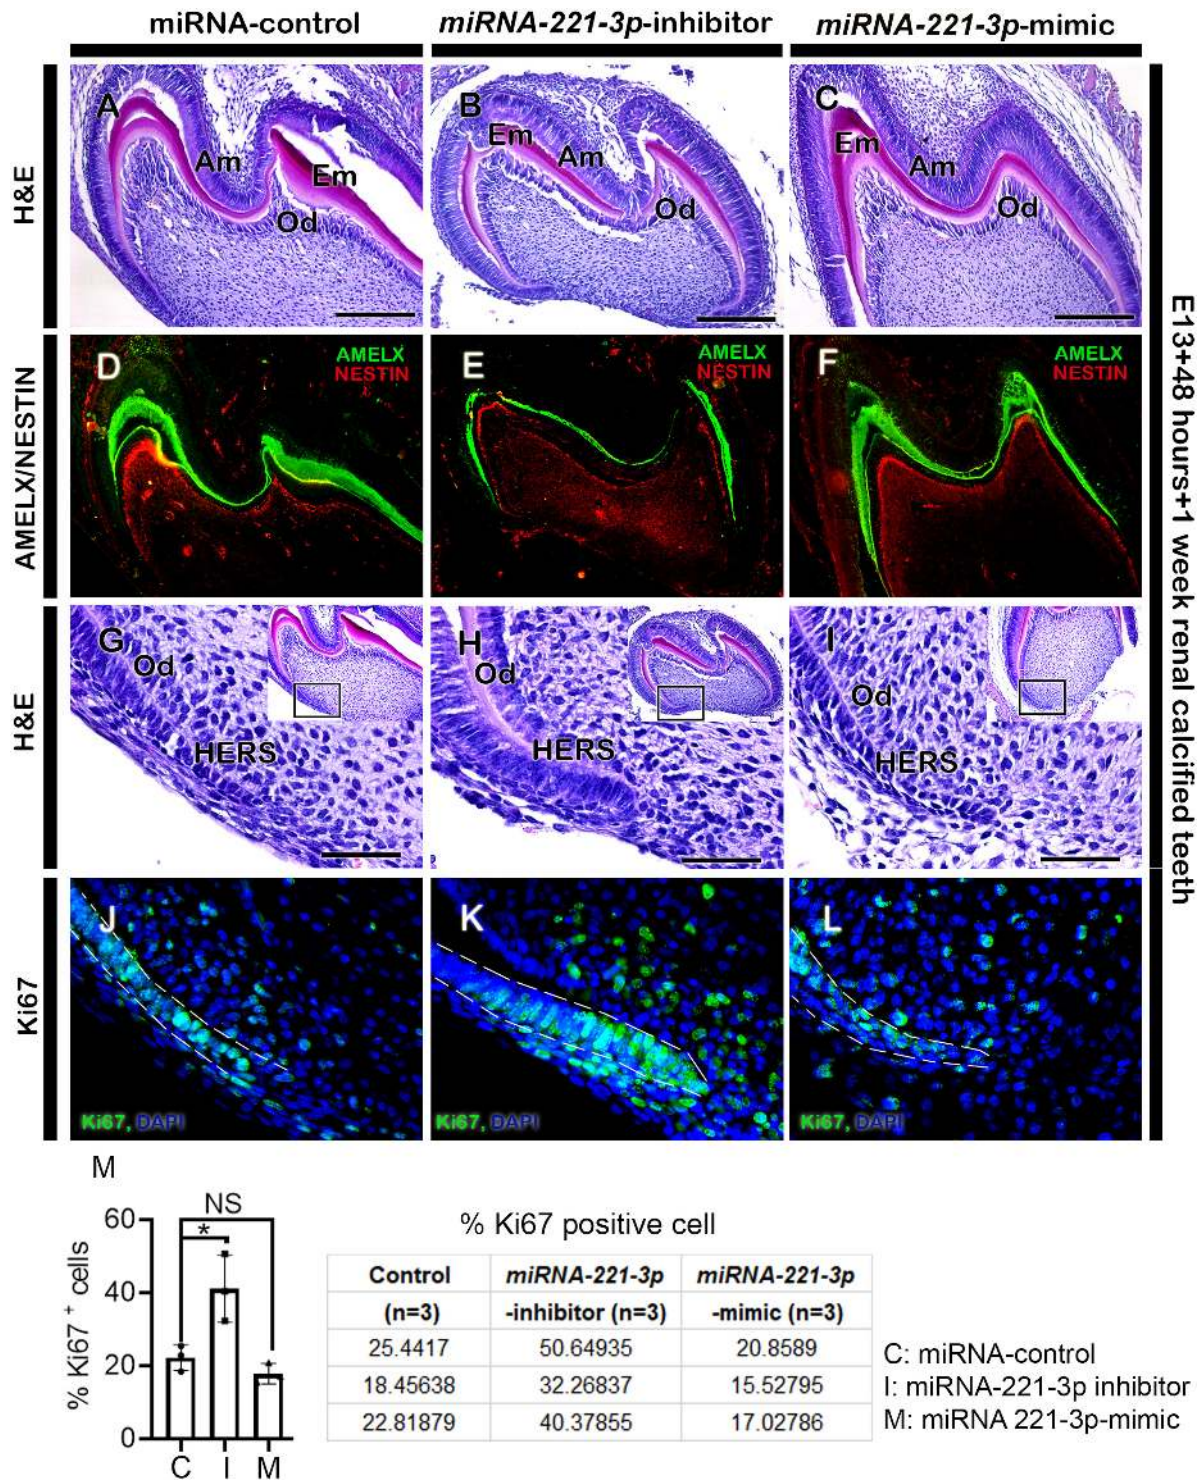 miRNA-control miRNA-221-3p-inhibitor miRNA-221-3p-mimic
H&E
A
Am
Em
Od
B
Em
Am
Od
C
Em
Am
Od
AMELX/NESTIN
D
AMELX
NESTIN
E
AMELX
NESTIN
F
AMELX
NESTIN
H&E
G
Od
HERS
H
Od
HERS
I
Od
HERS
Ki67
J
Ki67, DAPI
K
Ki67, DAPI
L
Ki67, DAPI
E13+48 hours+1 week renal calcified teeth
M
% Ki67 + cells
60
40
20
0
NS
*
C I M
% Ki67 positive cell
Control miRNA-221-3p miRNA-221-3p
(n=3) -inhibitor (n=3) -mimic (n=3)
25.4417 50.64935 20.8589
18.45638 32.26837 15.52795
22.81879 40.37855 17.02786
C: miRNA-control
I: miRNA-221-3p inhibitor
M: miRNA 221-3p-mimic